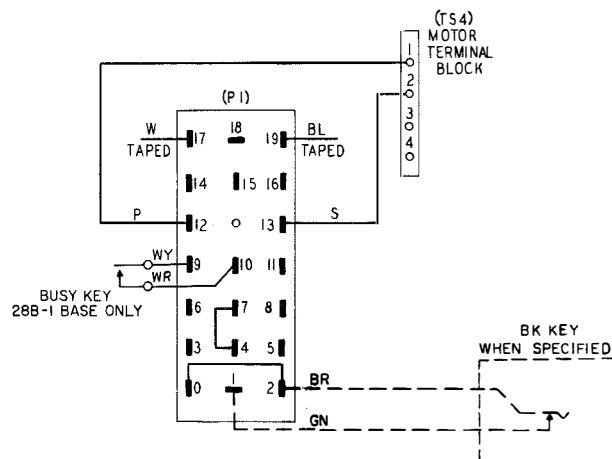 (TS4)
MOTOR
TERMINAL
BLOCK
1
2
3
4
(P1)
W
TAPED
17
18
19
BL
TAPED
14
15
16
P
12
13
S
WY
9
10
11
WR
BUSY KEY
28B-1 BASE ONLY
6
7
8
3
4
5
BK KEY
WHEN SPECIFIED
0
1
2
BR
GN